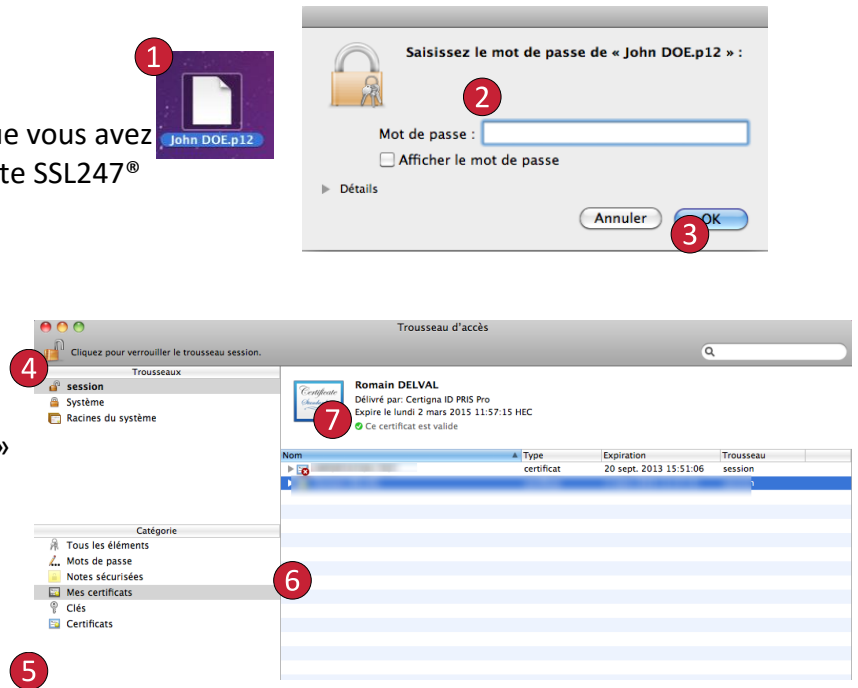 1
John DOE.p12
ue vous avez
te SSL247®
Saisissez le mot de passe de « John DOE.p12 » :
2
Mot de passe :
Afficher le mot de passe
Détails
Annuler
OK
3
Trousseau d'accès
Cliquez pour verrouiller le trousseau session.
4
Trousseaux
session
Système
Racines du système
»
Certificate
Romain DELVAL
Délivré par: Certigna ID PRIS Pro
Expire le lundi 2 mars 2015 11:57:15 HEC
7
Ce certificat est valide
Nom Type Expiration Trousseau
certificat 20 sept. 2013 15:51:06 session
Catégorie
Tous les éléments
Mots de passe
Notes sécurisées
Mes certificats
6
Clés
Certificats
5